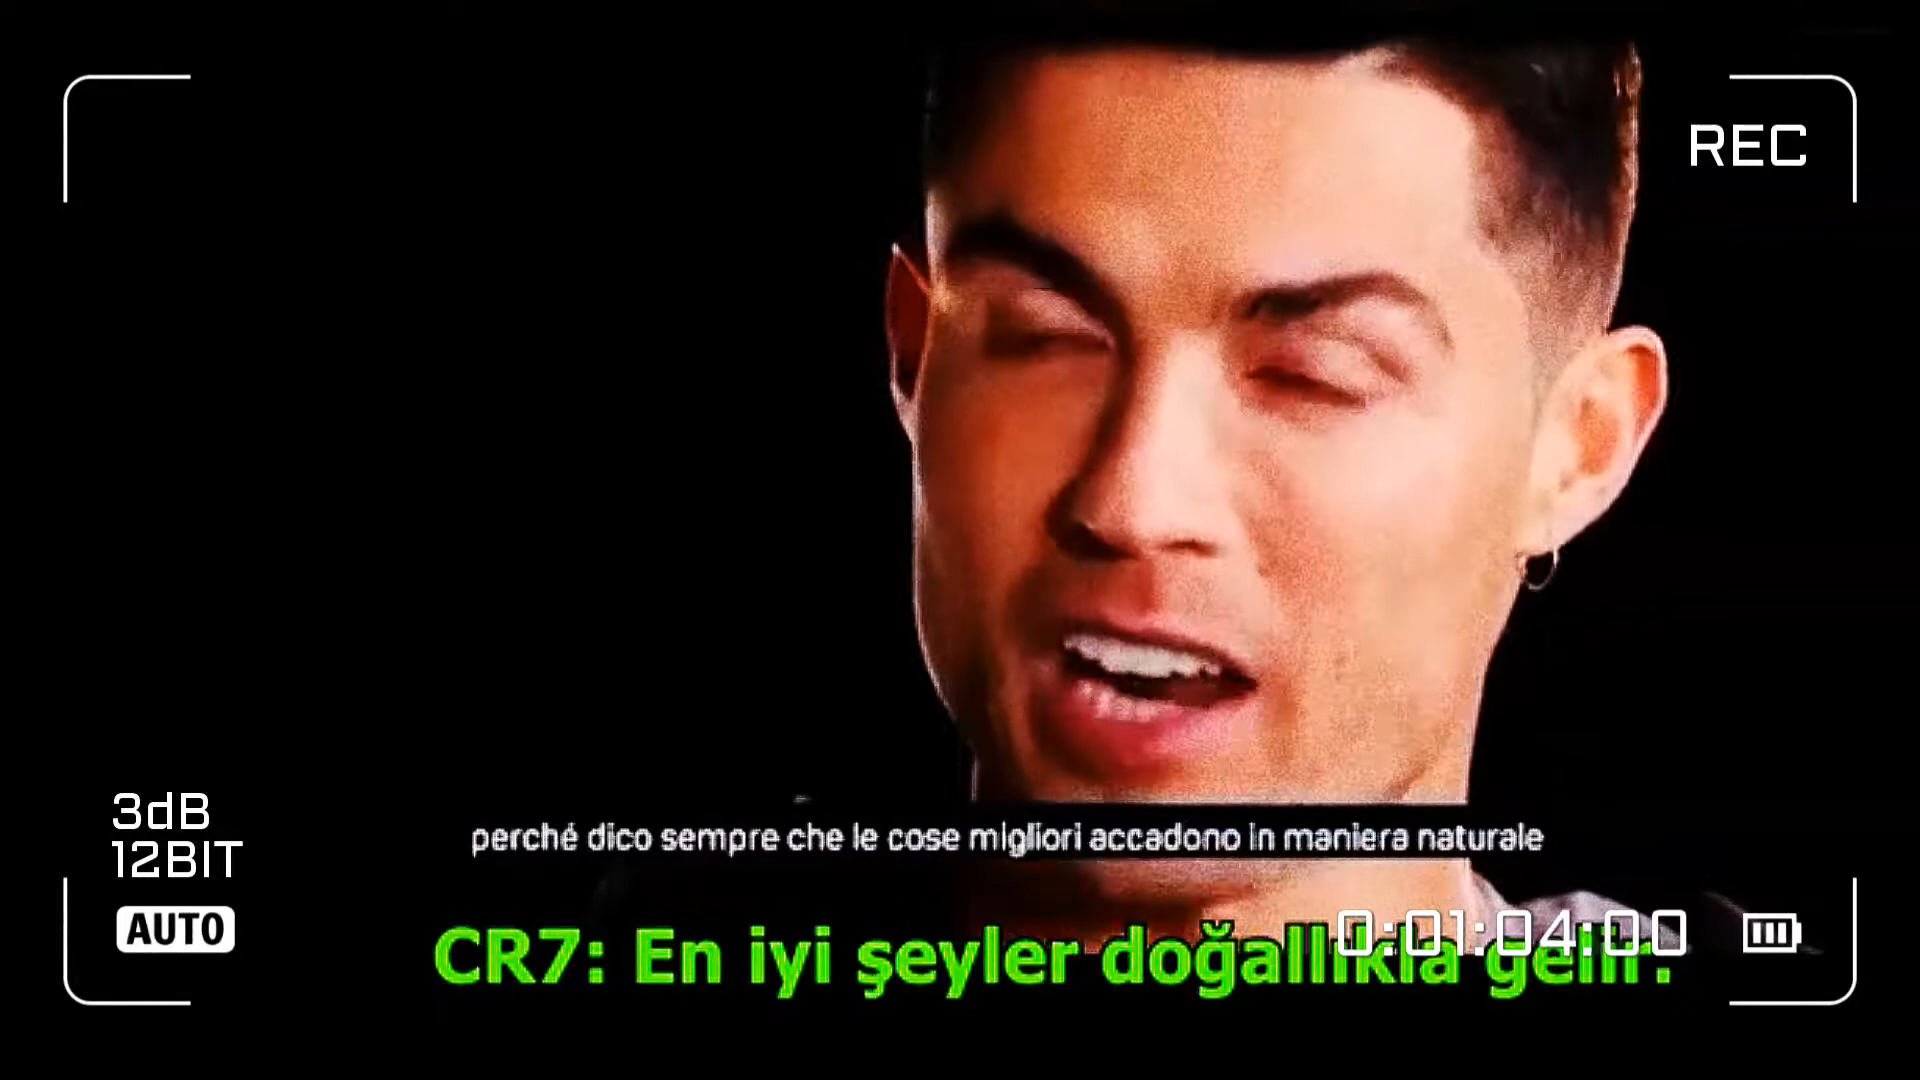 REC
3dB
12BIT
AUTO
perché dico sempre che le cose migliori accadono in maniera naturale
0:01:04:00
CR7: En iyi şeyler doğallıkla gelir.